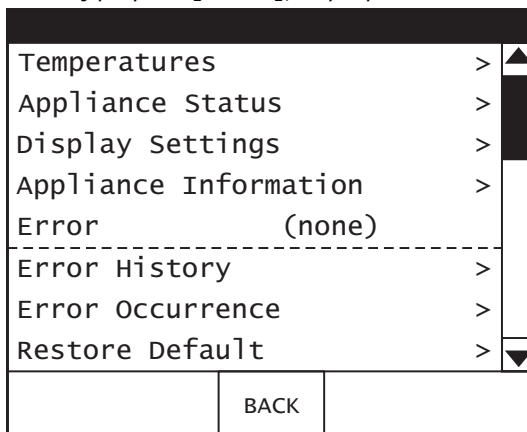 Temperatures >
Appliance Status >
Display Settings >
Appliance Information >
Error (none)
Error History >
Error Occurrence >
Restore Default >
BACK